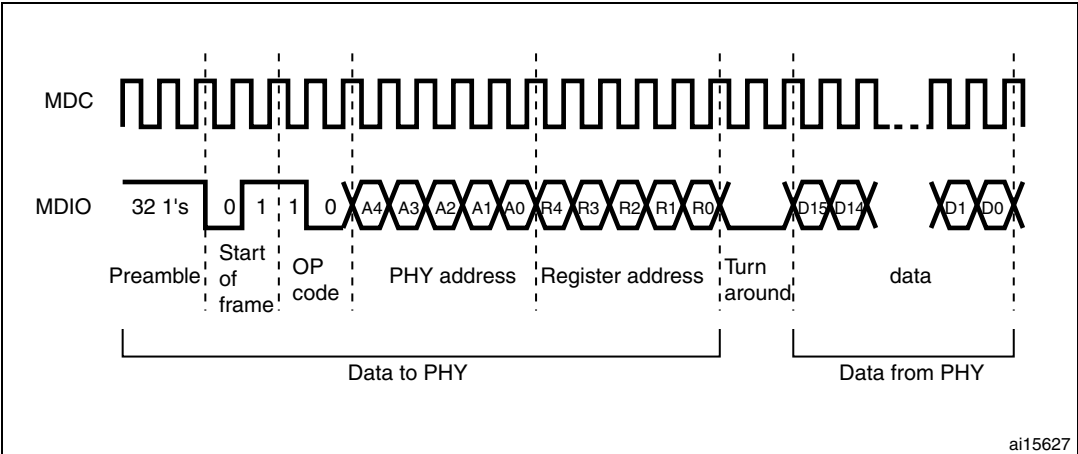 MDC
MDIO
32 1's
0
1
1
0
A4
A3
A2
A1
A0
R4
R3
R2
R1
R0
D15
D14
D1
D0
Preamble
Start
of
frame
OP
code
PHY address
Register address
Turn
around
data
Data to PHY
Data from PHY
ai15627